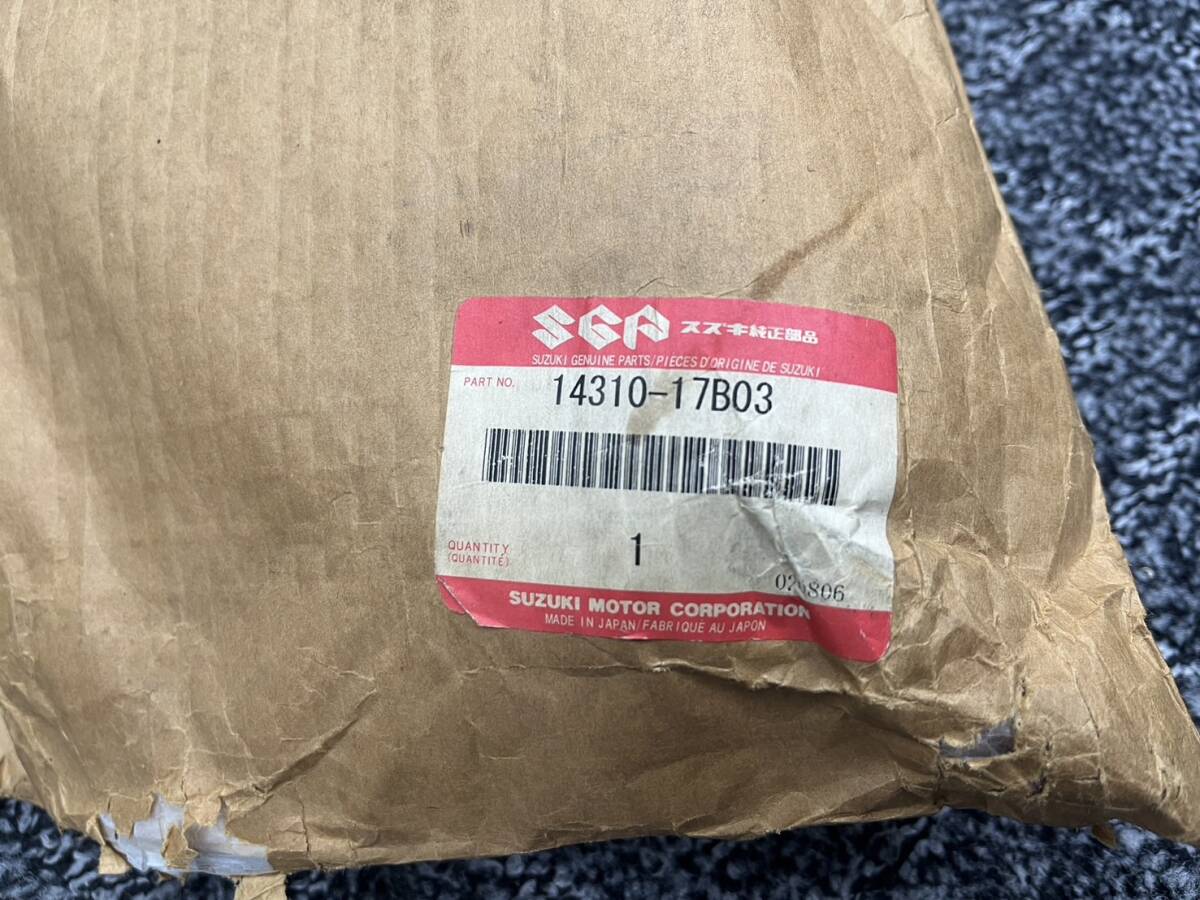 SGP スズキ純正部品
SUZUKI GENUINE PARTS/PIECES D'ORIGINE DE SUZUKI
PART NO. 14310-17B03
QUANTITY 1
(QUANTITÉ)
SUZUKI MOTOR CORPORATION
MADE IN JAPAN/FABRIQUE AU JAPON